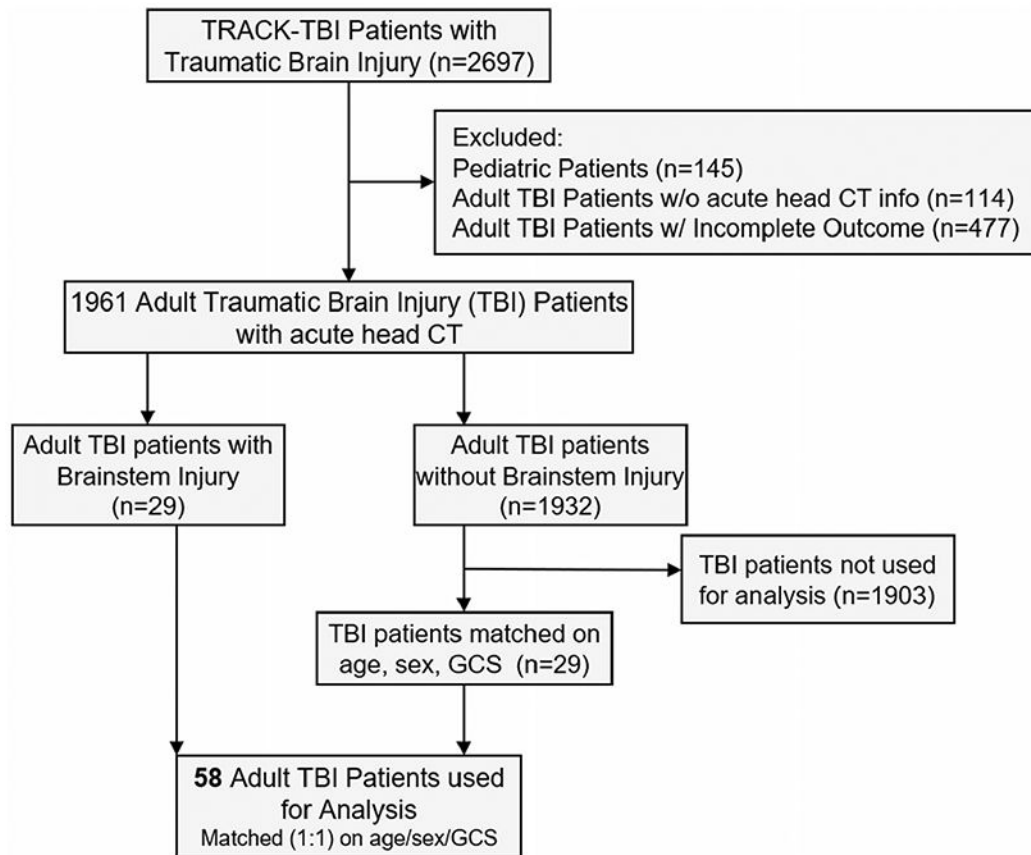 TRACK-TBI Patients with
Traumatic Brain Injury (n=2697)
Excluded:
Pediatric Patients (n=145)
Adult TBI Patients w/o acute head CT info (n=114)
Adult TBI Patients w/ Incomplete Outcome (n=477)
1961 Adult Traumatic Brain Injury (TBI) Patients
with acute head CT
Adult TBI patients with
Brainstem Injury
(n=29)
Adult TBI patients
without Brainstem Injury
(n=1932)
TBI patients not used
for analysis (n=1903)
TBI patients matched on
age, sex, GCS (n=29)
58 Adult TBI Patients used
for Analysis
Matched (1:1) on age/sex/GCS